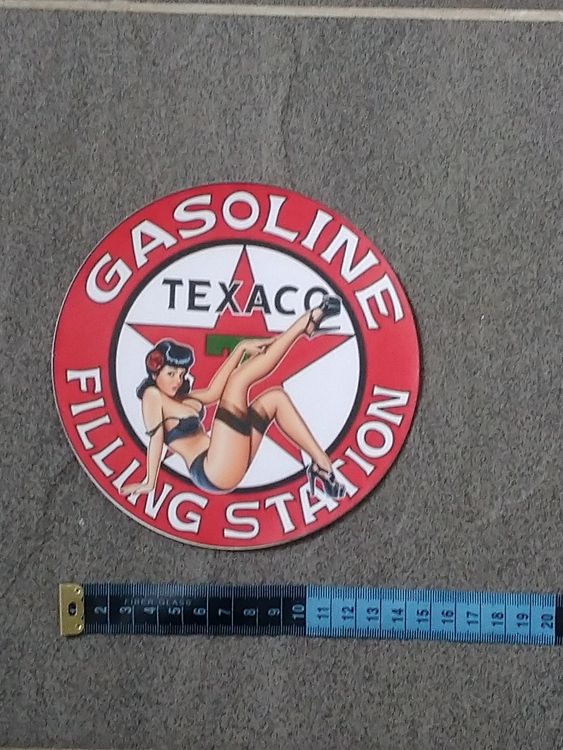 GASOLINE
TEXACO
T
FILLING STATION
FIBER GLASS
2 3 4 5 6 7 8 9 10 11 12 13 14 15 16 17 18 19 20